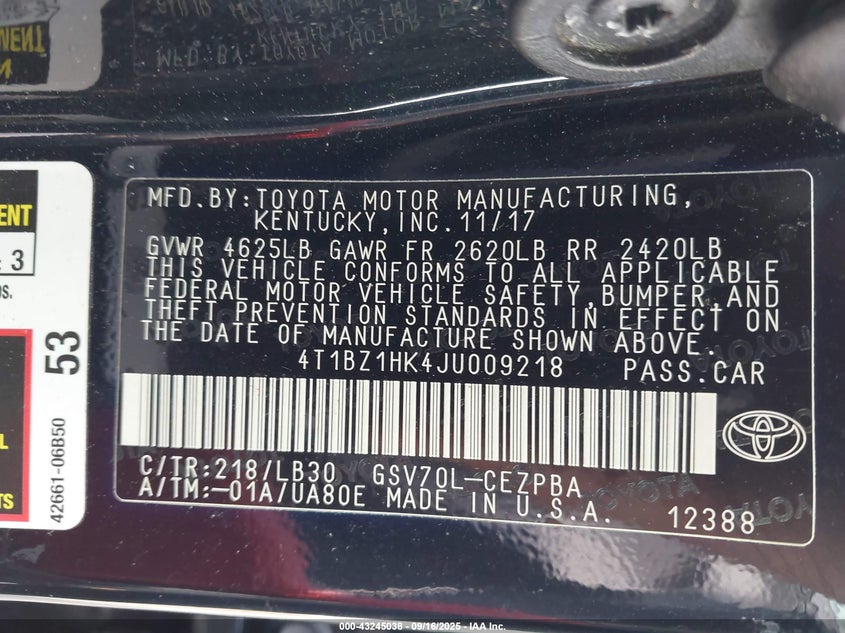 MFD.BY:TOYOTA MOTOR MANUFACTURING,
KENTUCKY,INC.11/17
GVWR 4625LB GAWR FR 2620LB RR 2420LB
THIS VEHICLE CONFORMS TO ALL APPLICABLE
FEDERAL MOTOR VEHICLE SAFETY,BUMPER,AND
THEFT PREVENTION STANDARDS IN EFFECT ON
THE DATE OF MANUFACTURE SHOWN ABOVE.
4T1BZ1HK4JU009218 PASS.CAR
C/TR:218/LB30 GSV70L-CEZPBA
A/TM:-01A/UA80E MADE IN U.S.A. 12388
53
42661-06B50
3
TOYOTA
000-43245038 - 09/16/2025 - IAA Inc.